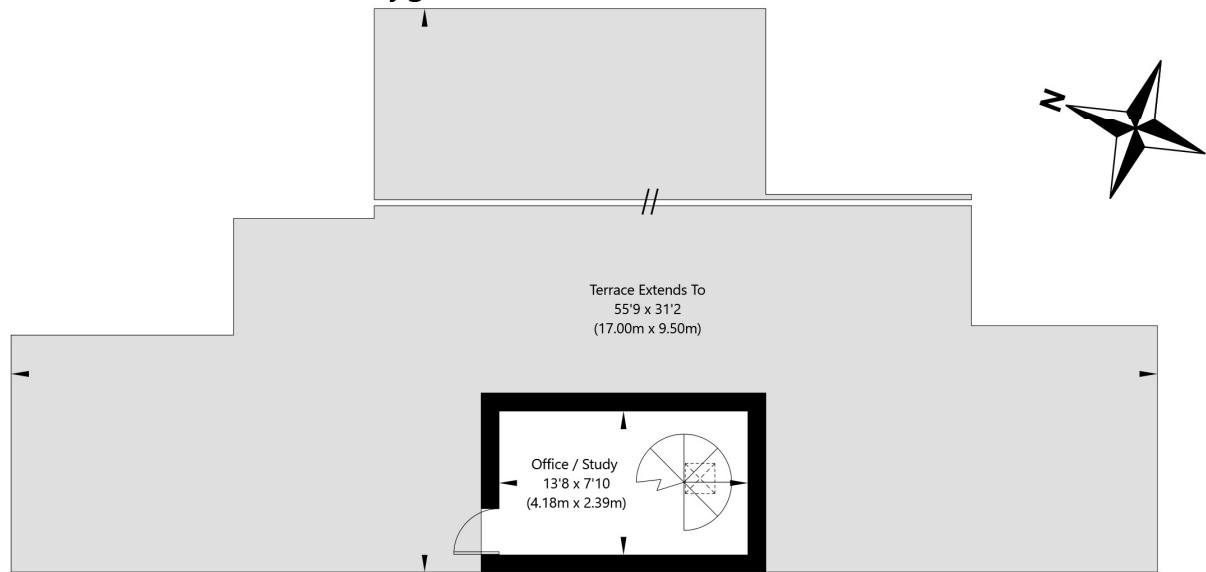 N
Terrace Extends To
55'9 x 31'2
(17.00m x 9.50m)
Office / Study
13'8 x 7'10
(4.18m x 2.39m)